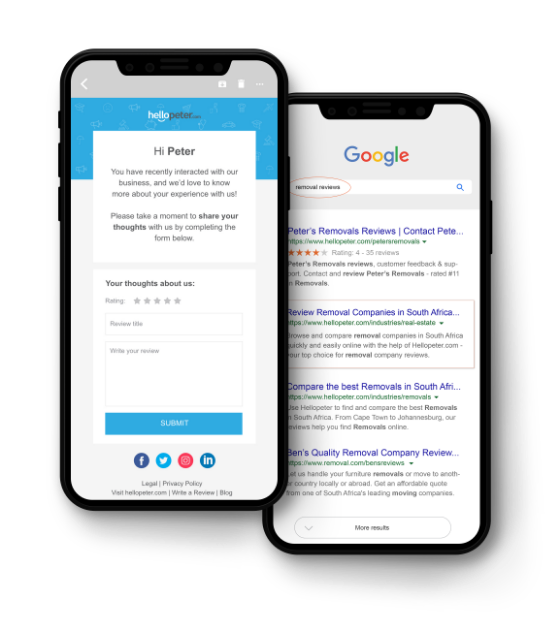 hellopeter.com
Hi Peter
You have recently interacted with our
business, and we'd love to know
more about your experience with us!
Please take a moment to share your
thoughts with us by completing the
form below.
Your thoughts about us:
Rating:
Review title
Write your review
SUBMIT
Legal | Privacy Policy
Visit hellopeter.com | Write a Review | Blog
Google
removal reviews
Peter's Removals Reviews | Contact Pete...
https://www.hellopeter.com/petersremovals
Rating: 4 - 35 reviews
Peter's Removals reviews, customer feedback & sup-
port. Contact and review Peter's Removals - rated #11
in Removals.
Review Removal Companies in South Africa...
https://www.hellopeter.com/industries/real-estate
Browse and compare removal companies in South Africa
quickly and easily online with the help of Hellopeter.com -
your top choice for removal company reviews.
Compare the best Removals in South Afri...
https://www.hellopeter.com/industries/removals
Use Hellopeter to find and compare the best Removals
in South Africa. From Cape Town to Johannesburg, our
reviews help you find Removals online.
Ben's Quality Removal Company Review...
https://www.removal.com/bensreviews
Let us handle your furniture removals or move to anoth-
er country locally or abroad. Get an affordable quote
from one of South Africa's leading moving companies.
More results